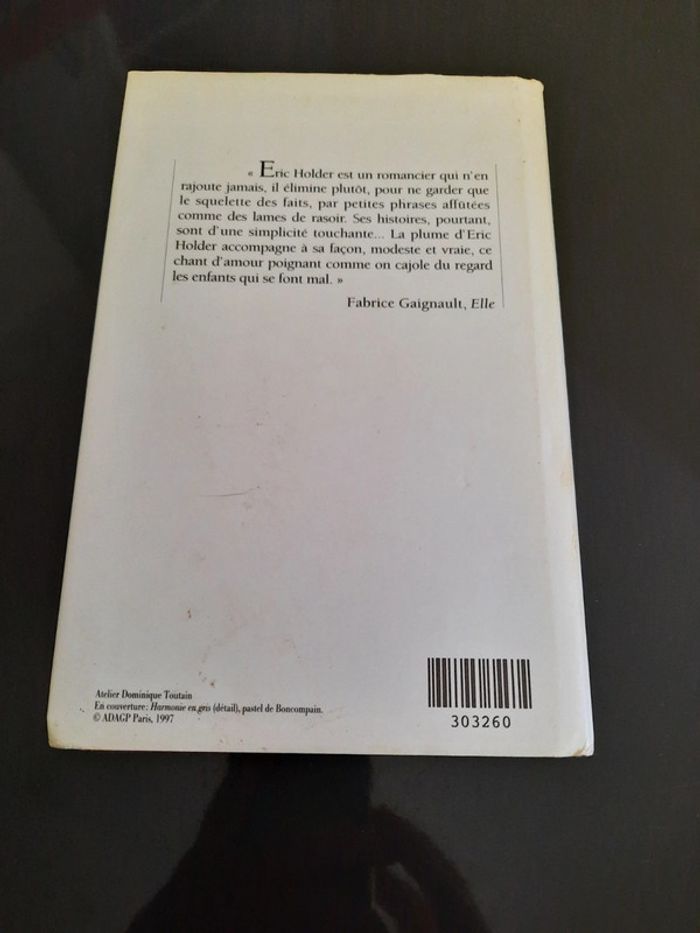 « Eric Holder est un romancier qui n'en
rajoute jamais, il élimine plutôt, pour ne garder que
le squelette des faits, par petites phrases affûtées
comme des lames de rasoir. Ses histoires, pourtant,
sont d'une simplicité touchante... La plume d'Eric
Holder accompagne à sa façon, modeste et vraie, ce
chant d'amour poignant comme on cajole du regard
les enfants qui se font mal. »
Fabrice Gaignault, Elle
Atelier Dominique Toutain
En couverture : Harmonie en gris (détail), pastel de Boncompain.
© ADAGP Paris, 1997
303260